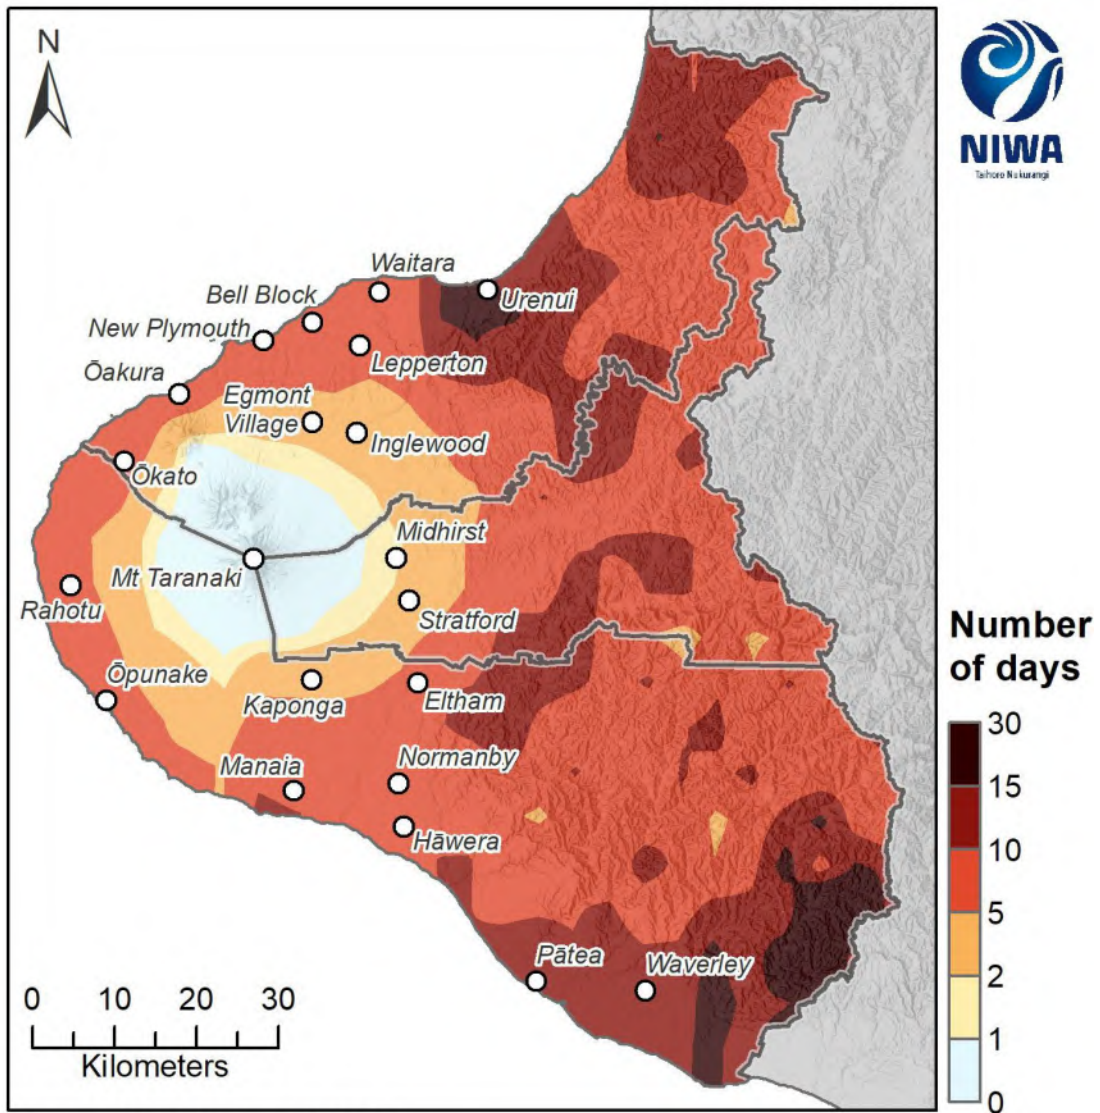 N
NIWA
Taihoro Nukurangi
Waitara
Bell Block
Urenui
New Plymouth
Lepperton
Ōakura
Egmont
Village
Inglewood
Ōkato
Midhirst
Mt Taranaki
Rahotu
Stratford
Ōpunake
Kaponga
Eltham
Manaia
Normanby
Hāwera
Pātea
Waverley
0 10 20 30
Kilometers
Number
of days
30
15
10
5
2
1
0